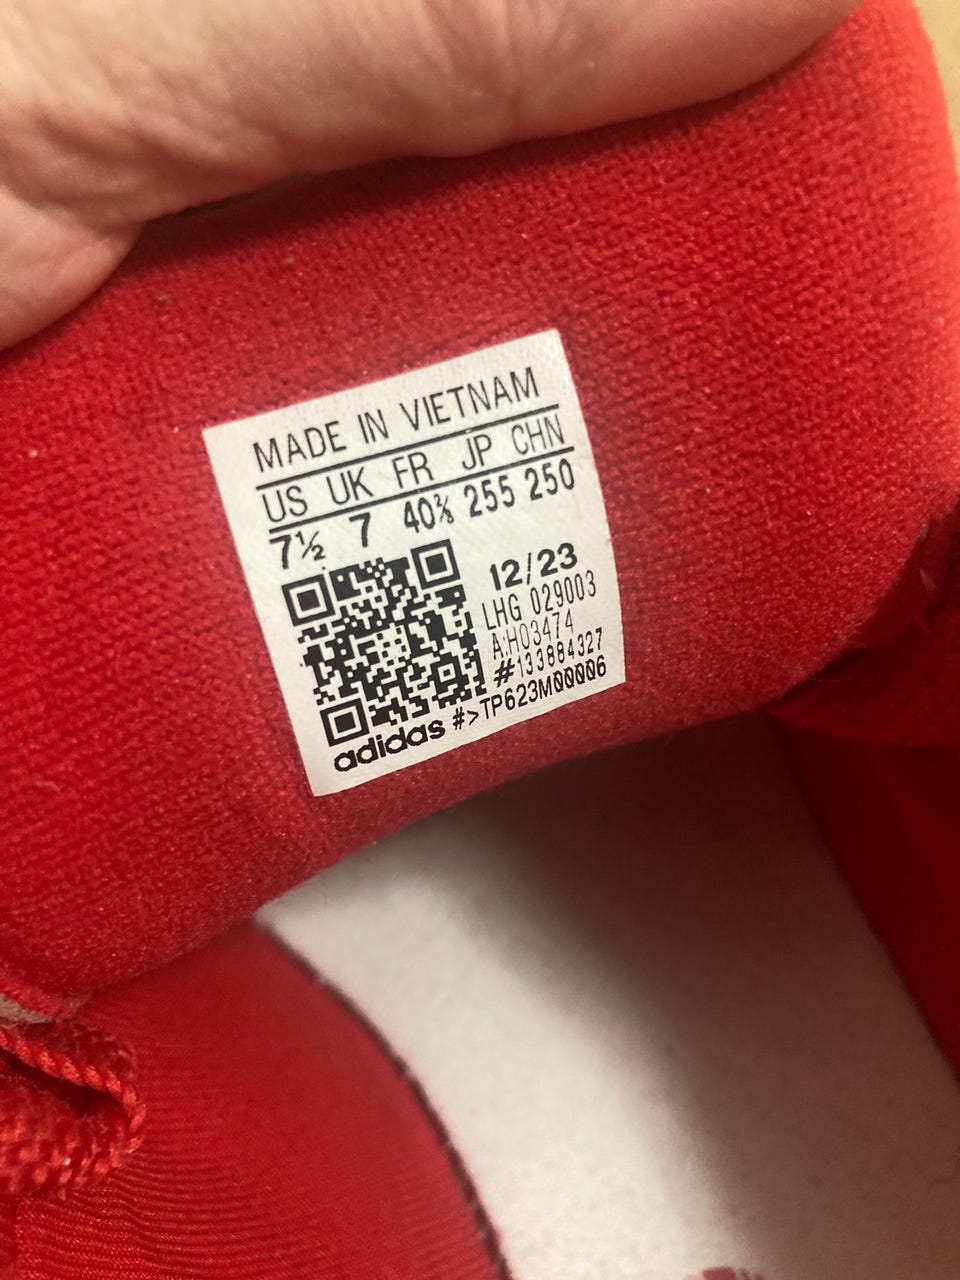 MADE IN VIETNAM
US UK FR JP CHN
7½ 7 40⅔ 255 250
12/23
LHG 029003
A:H03474
#133884327
#>TP623M00006
adidas